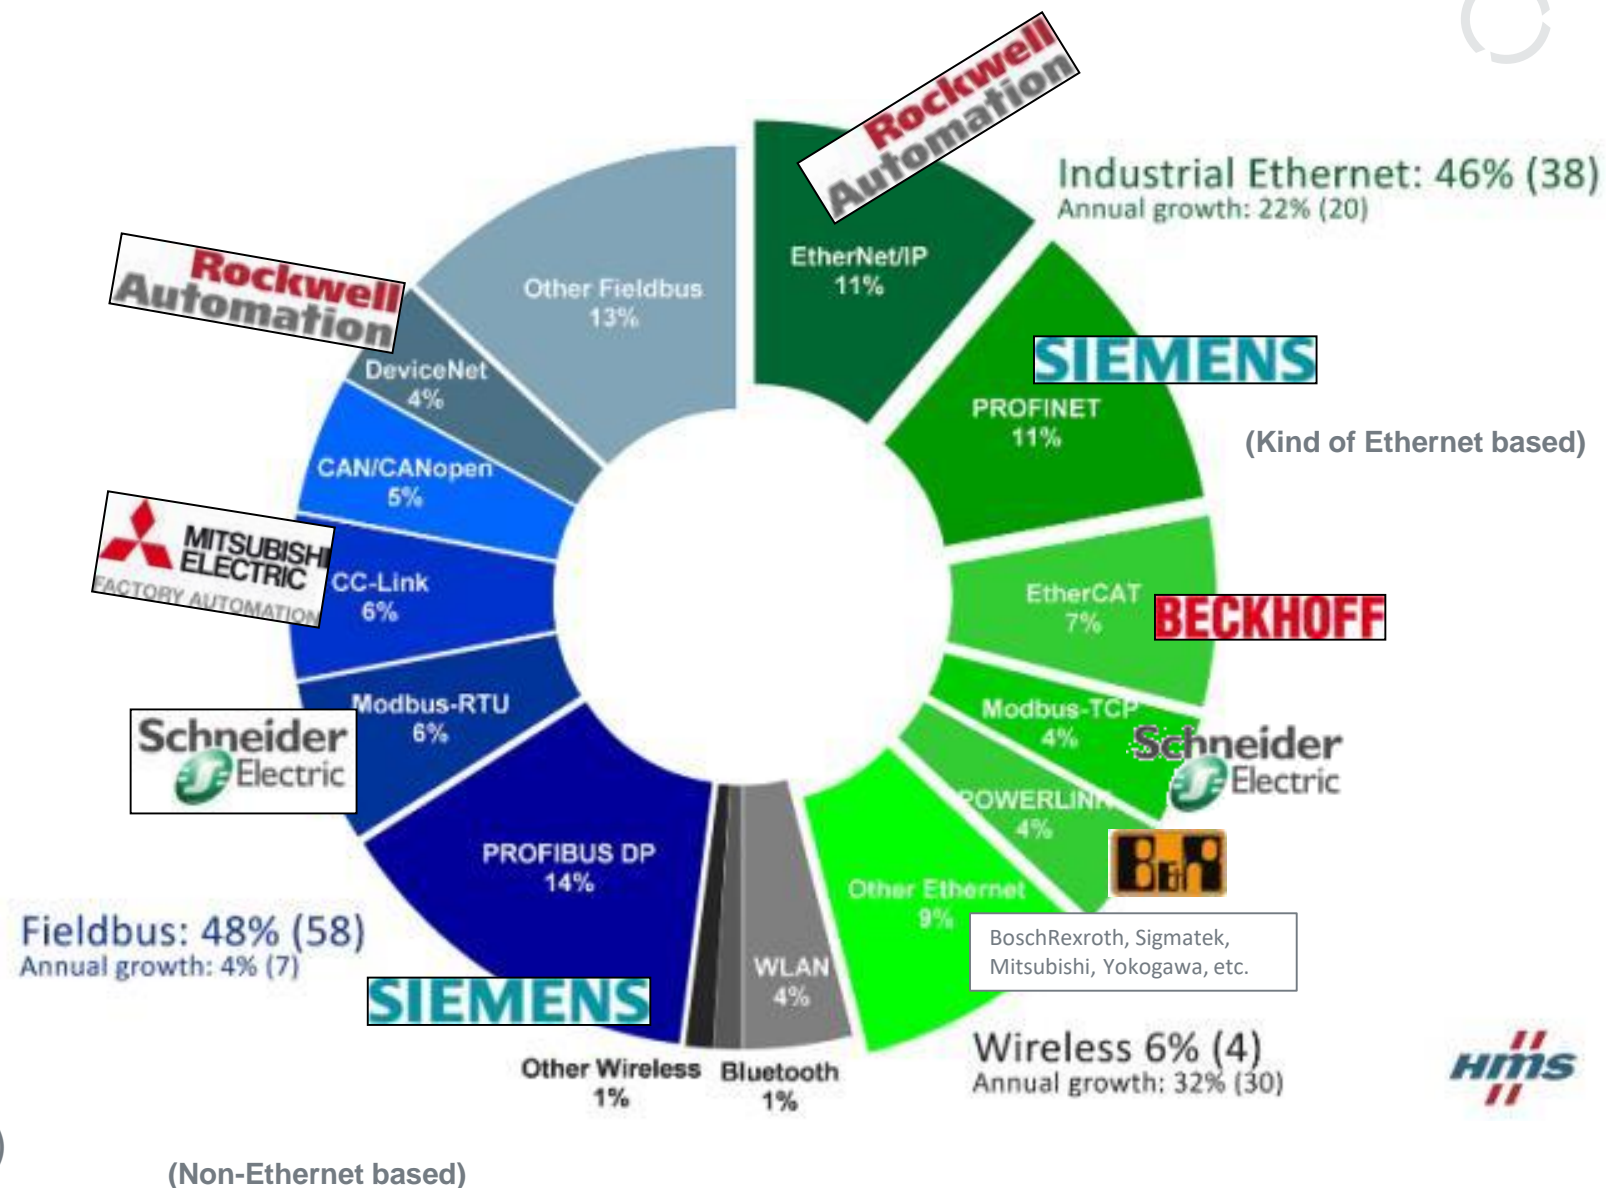 Rockwell
Automation
Industrial Ethernet: 46% (38)
Annual growth: 22% (20)
EtherNet/IP
11%
SIEMENS
PROFINET
11%
(Kind of Ethernet based)
EtherCAT
7%
BECKHOFF
Modbus-TCP
4%
Schneider
Electric
POWERLINK
4%
B&R
Other Ethernet
9%
BoschRexroth, Sigmatek,
Mitsubishi, Yokogawa, etc.
Wireless 6% (4)
Annual growth: 32% (30)
WLAN
4%
Bluetooth
1%
Other Wireless
1%
PROFIBUS DP
14%
SIEMENS
Fieldbus: 48% (58)
Annual growth: 4% (7)
Modbus-RTU
6%
Schneider
Electric
CC-Link
6%
MITSUBISHI
ELECTRIC
FACTORY AUTOMATION
CAN/CANopen
5%
DeviceNet
4%
Rockwell
Automation
Other Fieldbus
13%
HMS
(Non-Ethernet based)